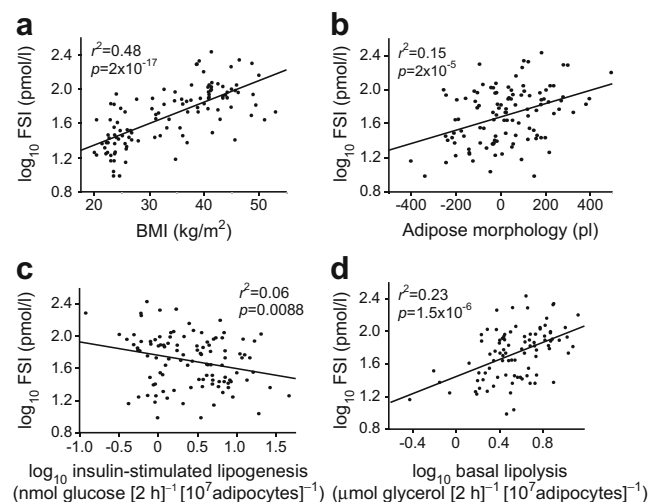 a
r²=0.48
p=2x10⁻¹⁷
log₁₀ FSI (pmol/l)
2.4
2.0
1.6
1.2
0.8
20 30 40 50
BMI (kg/m²)
b
r²=0.15
p=2x10⁻⁵
log₁₀ FSI (pmol/l)
2.4
2.0
1.6
1.2
0.8
-400 -200 0 200 400
Adipose morphology (pl)
c
r²=0.06
p=0.0088
log₁₀ FSI (pmol/l)
2.4
2.0
1.6
1.2
0.8
-1.0 -0.5 0 0.5 1.0 1.5
log₁₀ insulin-stimulated lipogenesis
(nmol glucose [2 h]⁻¹ [10⁷adipocytes]⁻¹)
d
r²=0.23
p=1.5x10⁻⁶
log₁₀ FSI (pmol/l)
2.4
2.0
1.6
1.2
0.8
-0.4 0 0.4 0.8
log₁₀ basal lipolysis
(μmol glycerol [2 h]⁻¹ [10⁷adipocytes]⁻¹)